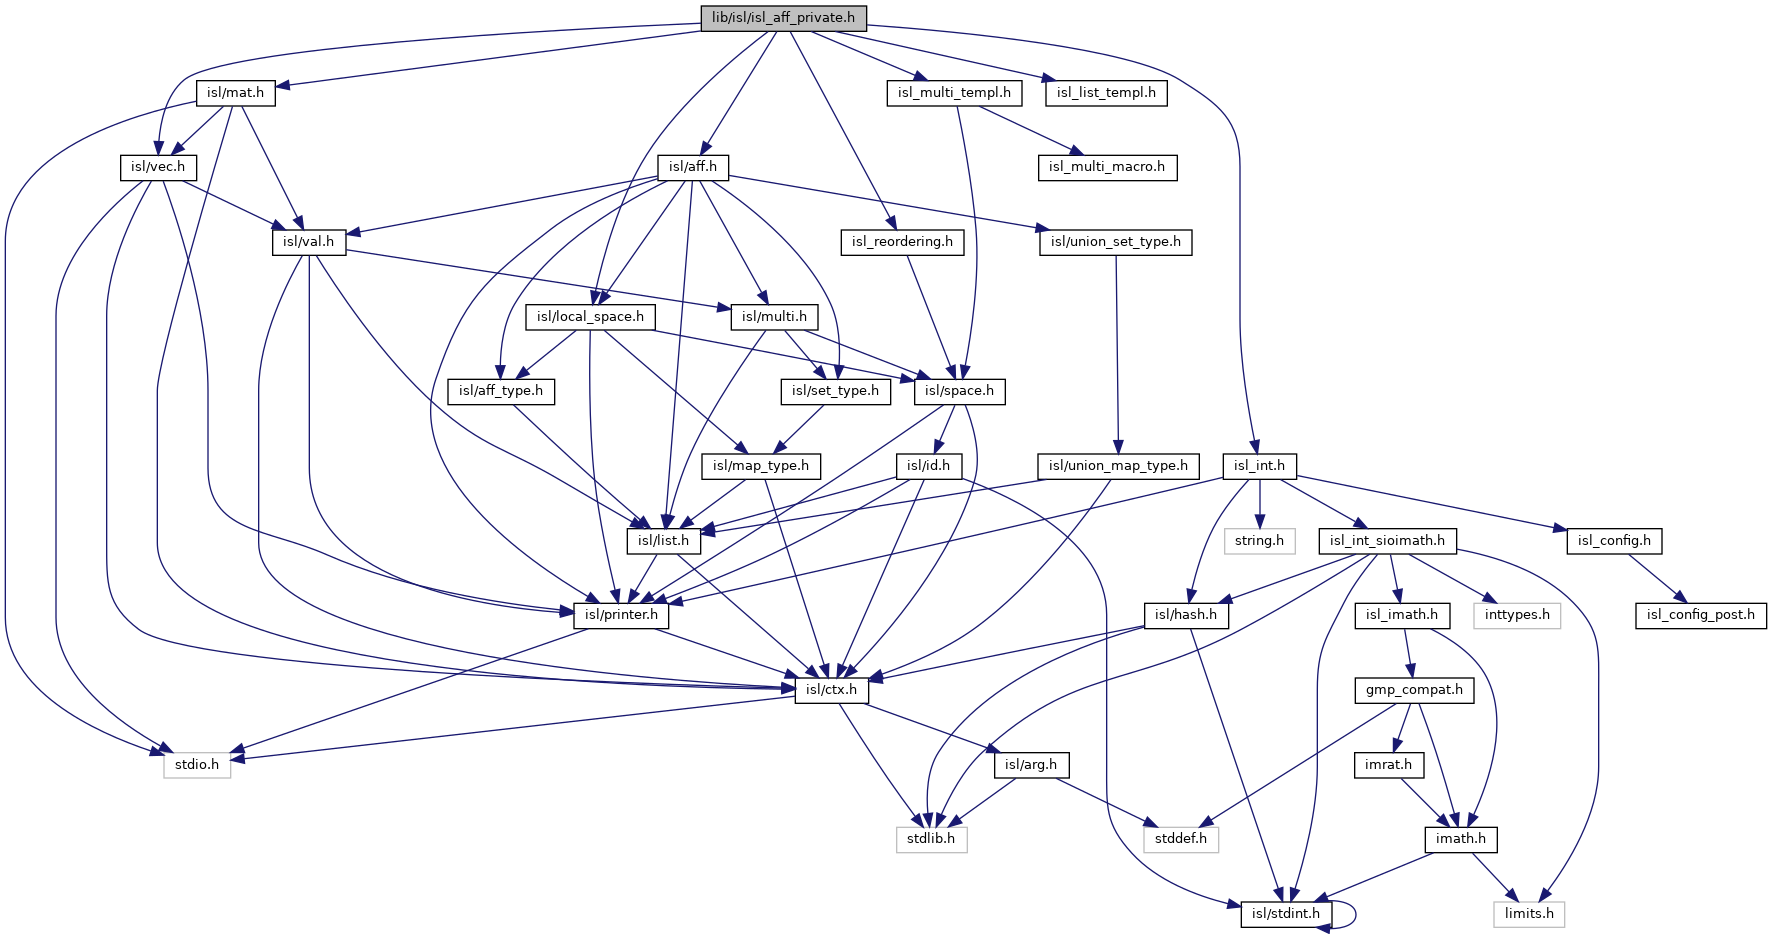 lib/isl/isl_aff_private.h
isl/mat.h
isl_multi_templ.h
isl_list_templ.h
isl/vec.h
isl/aff.h
isl_multi_macro.h
isl/val.h
isl_reordering.h
isl/union_set_type.h
isl/local_space.h
isl/multi.h
isl/aff_type.h
isl/set_type.h
isl/space.h
isl/map_type.h
isl/id.h
isl/union_map_type.h
isl_int.h
isl/list.h
string.h
isl_int_sioimath.h
isl_config.h
isl/printer.h
isl/hash.h
isl_imath.h
inttypes.h
isl_config_post.h
isl/ctx.h
gmp_compat.h
stdio.h
isl/arg.h
imrat.h
stdlib.h
stddef.h
imath.h
isl/stdint.h
limits.h